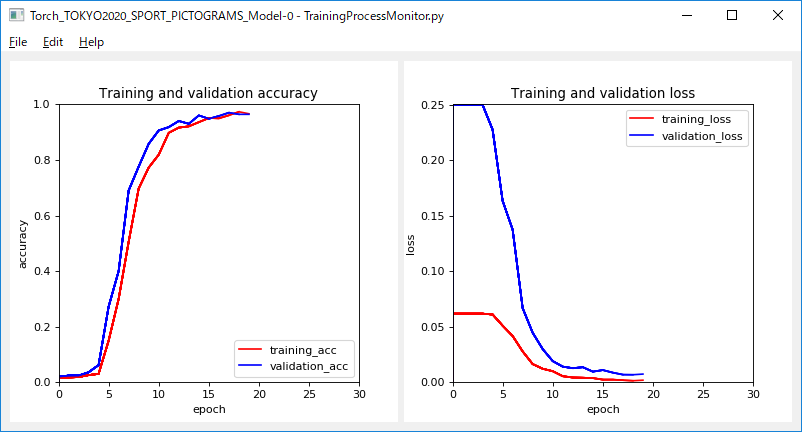 Torch_TOKYO2020_SPORT_PICTOGRAMS_Model-0 - TrainingProcessMonitor.py
File Edit Help
Training and validation accuracy
1.0
0.8
0.6
0.4
0.2
0.0
accuracy
training_acc
validation_acc
0 5 10 15 20 25 30
epoch
Training and validation loss
0.25
0.20
0.15
0.10
0.05
0.00
loss
training_loss
validation_loss
0 5 10 15 20 25 30
epoch